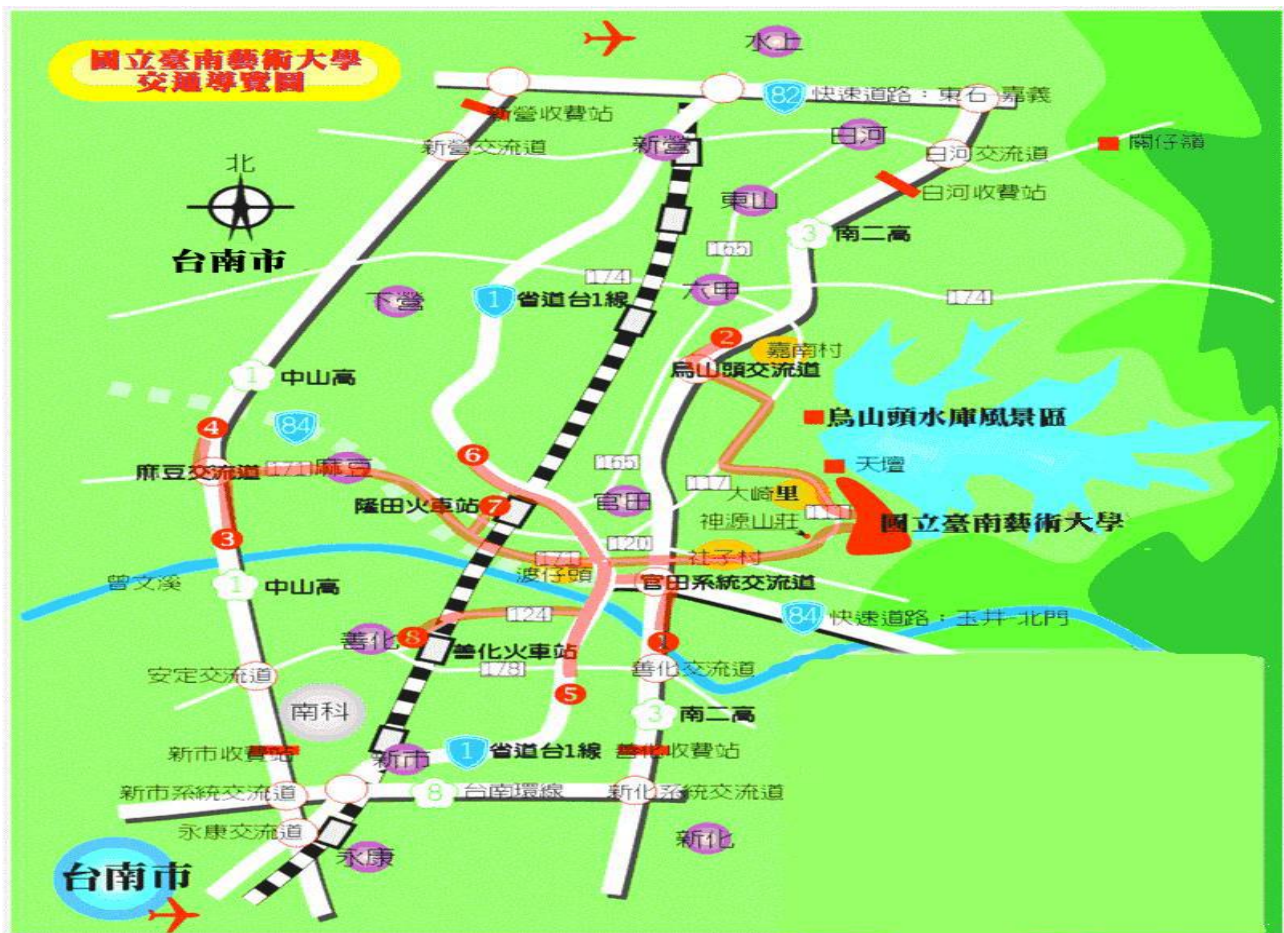 國立臺南藝術大學
交通導覽圖
水上
82
快速道路：東石 嘉義
新營收費站
新營交流道
新營
白河
白河交流道
關仔嶺
北
台南市
東山
白河收費站
3
南二高
165
174
下營
六甲
174
1
省道台1線
2
嘉南村
烏山頭交流道
1
中山高
4
84
烏山頭水庫風景區
6
麻豆交流道
171
麻豆
165
117
天壇
大崎里
隆田火車站
7
官田
神源山莊
國立臺南藝術大學
3
120
171
社子村
渡仔頭
曾文溪
1
中山高
官田系統交流道
124
84
快速道路：玉井 北門
善化
8
善化火車站
1
178
善化交流道
安定交流道
5
南科
3
南二高
新市收費站
新市
1
省道台1線
善化收費站
新市系統交流道
8
台南環線
新化系統交流道
永康交流道
永康
新化
台南市